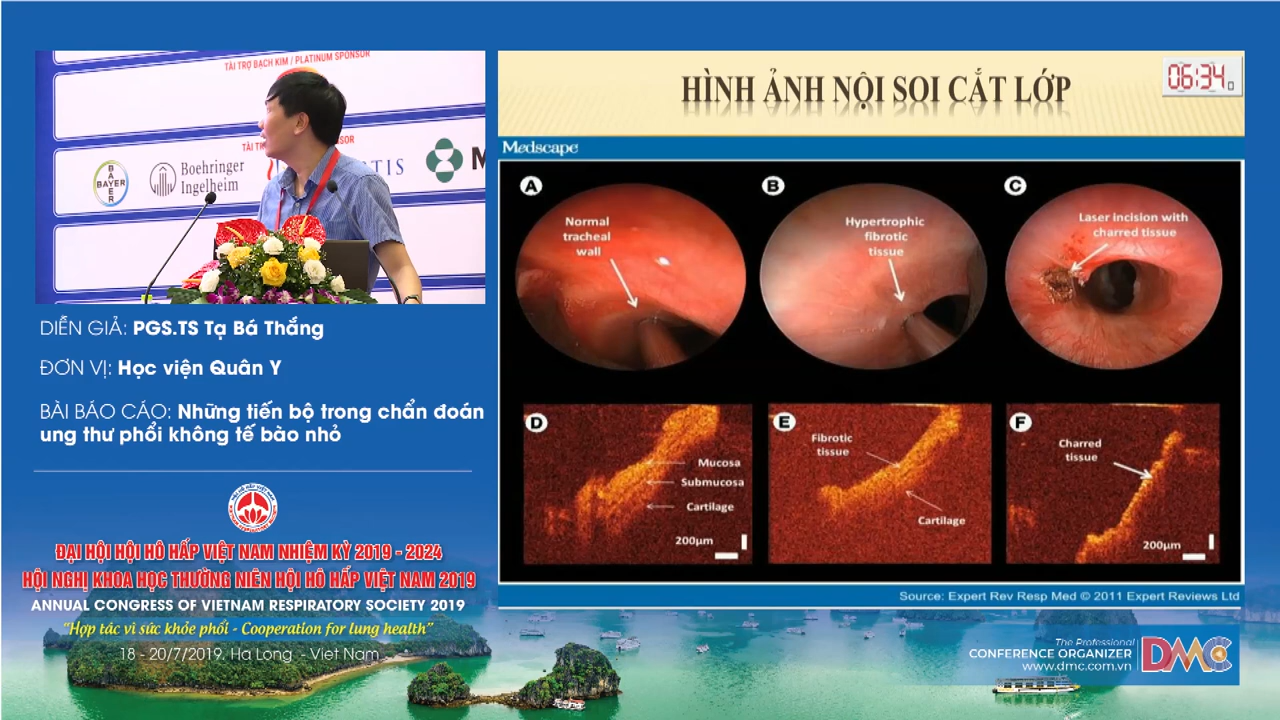 TÀI TRỢ BẠCH KIM / PLATINUM SPONSOR
BAYER
BAYER
Boehringer
Ingelheim
DIỄN GIẢ: PGS.TS Tạ Bá Thắng
ĐƠN VỊ: Học viện Quân Y
BÀI BÁO CÁO: Những tiến bộ trong chẩn đoán
ung thư phổi không tế bào nhỏ
ĐẠI HỘI HỘI HÔ HẤP VIỆT NAM NHIỆM KỲ 2019 - 2024
HỘI NGHỊ KHOA HỌC THƯỜNG NIÊN HỘI HÔ HẤP VIỆT NAM 2019
ANNUAL CONGRESS OF VIETNAM RESPIRATORY SOCIETY 2019
"Hợp tác vì sức khỏe phổi - Cooperation for lung health"
18 - 20/7/2019. Ha Long - Viet Nam
HÌNH ẢNH NỘI SOI CẮT LỚP
06:34
Medscape
A
Normal
tracheal
wall
B
Hypertrophic
fibrotic
tissue
C
Laser incision with
charred tissue
D
Mucosa
Submucosa
Cartilage
200µm
E
Fibrotic
tissue
Cartilage
F
Charred
tissue
200µm
Source: Expert Rev Resp Med © 2011 Expert Reviews Ltd
The Professional
CONFERENCE ORGANIZER
www.dmc.com.vn
DMC